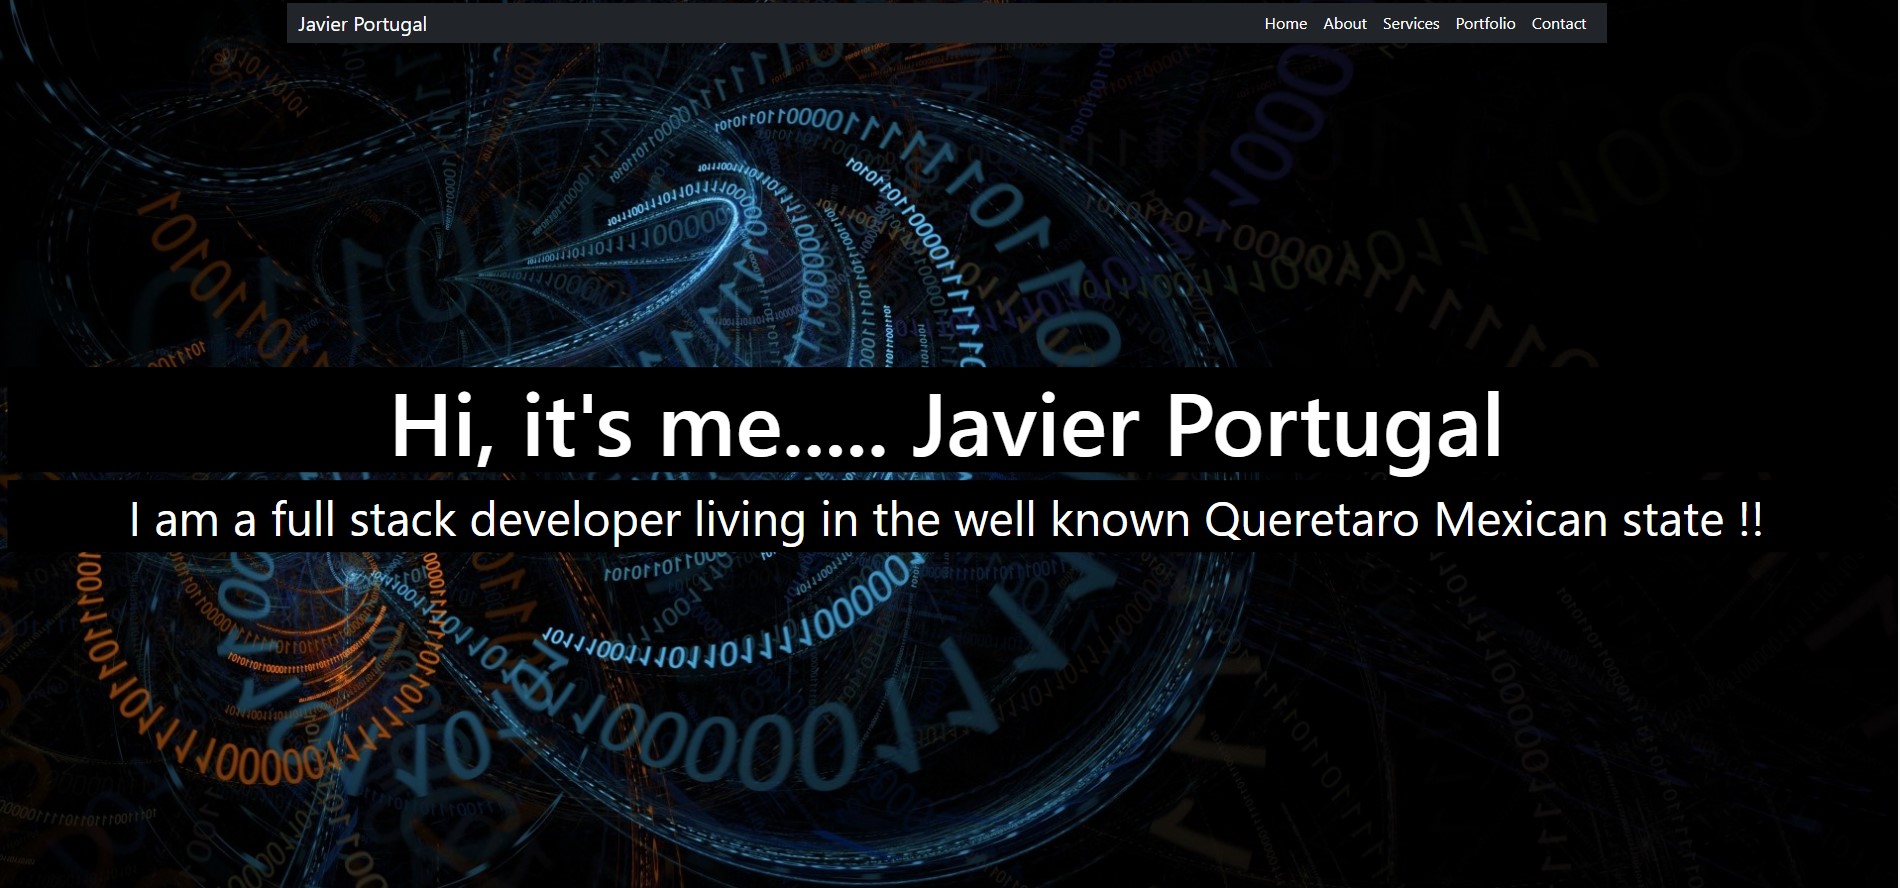 Javier Portugal
Home About Services Portfolio Contact
Hi, it's me..... Javier Portugal
I am a full stack developer living in the well known Queretaro Mexican state !!